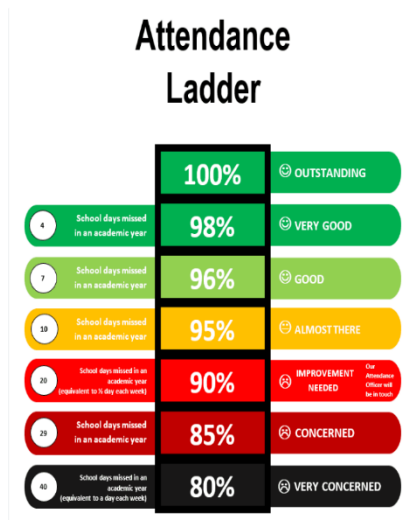 Attendance
Ladder
100%
OUTSTANDING
4
School days missed
in an academic year
98%
VERY GOOD
7
School days missed
in an academic year
96%
GOOD
10
School days missed
in an academic year
95%
ALMOST THERE
20
School days missed in an
academic year
(equivalent to ½ day each week)
90%
IMPROVEMENT
NEEDED
Our
Attendance
Officer will
be in touch
29
School days missed
in an academic year
85%
CONCERNED
40
School days missed in an
academic year
(equivalent to a day each week)
80%
VERY CONCERNED